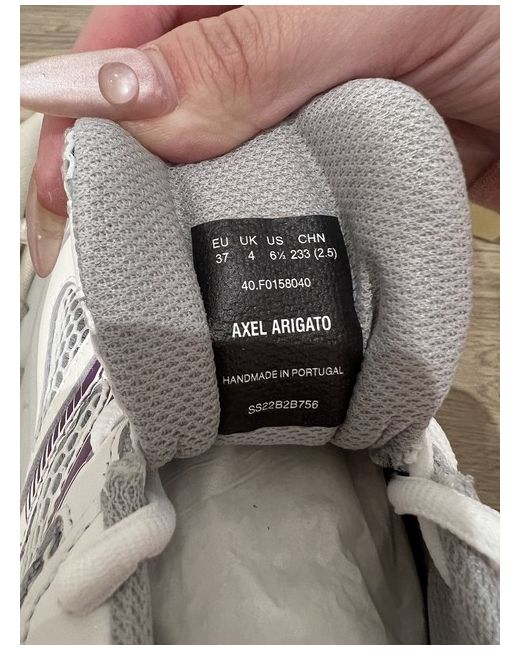 EU UK US CHN
37 4 6½ 233 (2.5)
40.F0158040
AXEL ARIGATO
HANDMADE IN PORTUGAL
SS22B2B756